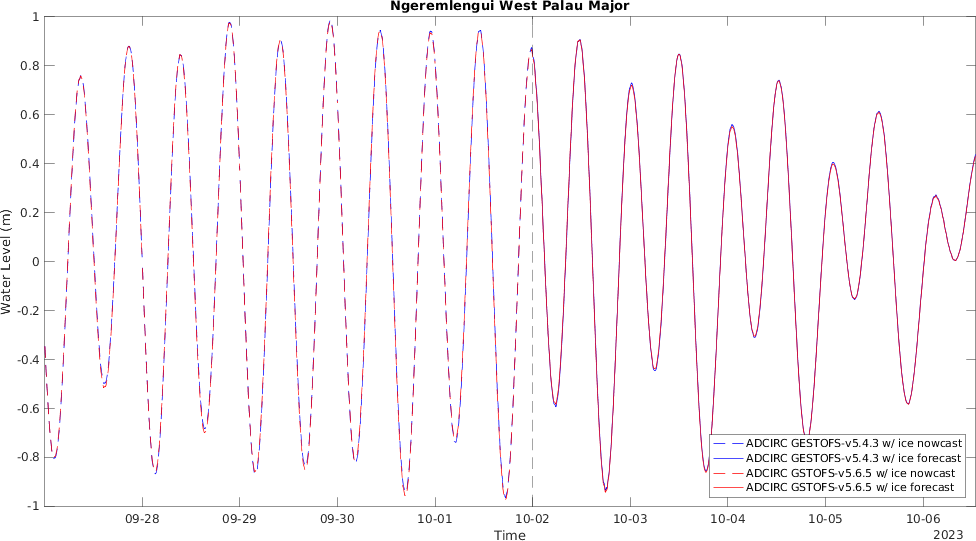 Ngeremlengui West Palau Major
Water Level (m)
1
0.8
0.6
0.4
0.2
0
-0.2
-0.4
-0.6
-0.8
-1
ADCIRC GESTOFS-v5.4.3 w/ ice nowcast
ADCIRC GESTOFS-v5.4.3 w/ ice forecast
ADCIRC GSTOFS-v5.6.5 w/ ice nowcast
ADCIRC GSTOFS-v5.6.5 w/ ice forecast
09-28 09-29 09-30 10-01 10-02 10-03 10-04 10-05 10-06
Time
2023